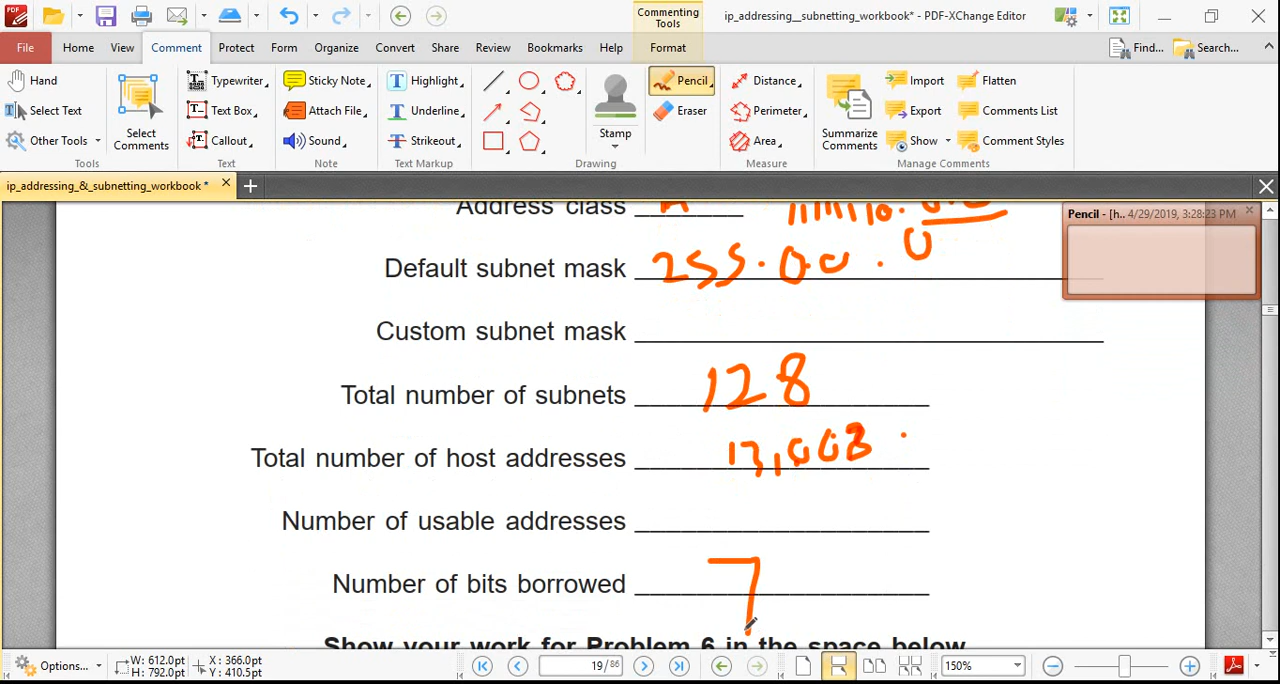 Commenting Tools
ip_addressing__subnetting_workbook* - PDF-XChange Editor
File Home View Comment Protect Form Organize Convert Share Review Bookmarks Help Format
Find... Search...
Hand
Select Text
Other Tools
Select Comments
Tools
Typewriter
Text Box
Callout
Text
Sticky Note
Attach File
Sound
Note
Highlight
Underline
Strikeout
Text Markup
Stamp
Pencil
Eraser
Drawing
Distance
Perimeter
Area
Measure
Summarize Comments
Import
Export
Show
Flatten
Comments List
Comment Styles
Manage Comments
ip_addressing_&_subnetting_workbook *
Address class A
Default subnet mask 255.0.0.0
Custom subnet mask
Total number of subnets 128
Total number of host addresses
Number of usable addresses
Number of bits borrowed 7
Show your work for Problem 6 in the space below
Pencil - [h.. 4/29/2019, 3:28:23 PM
Options...
W: 612.0pt
H: 792.0pt
X: 366.0pt
Y: 410.5pt
19 / 86
150%